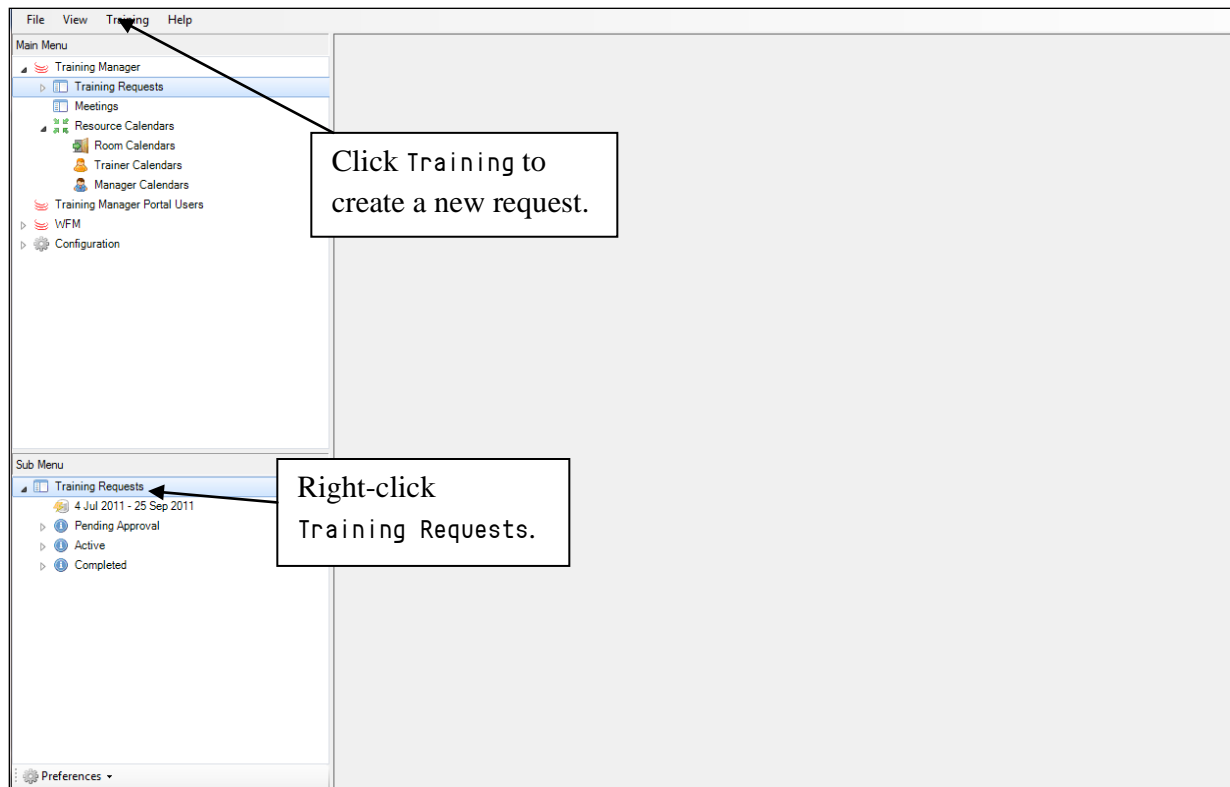 File View Training Help
Main Menu
Training Manager
Training Requests
Meetings
Resource Calendars
Room Calendars
Trainer Calendars
Manager Calendars
Training Manager Portal Users
WFM
Configuration
Click Training to
create a new request.
Sub Menu
Training Requests
4 Jul 2011 - 25 Sep 2011
Pending Approval
Active
Completed
Right-click
Training Requests.
Preferences